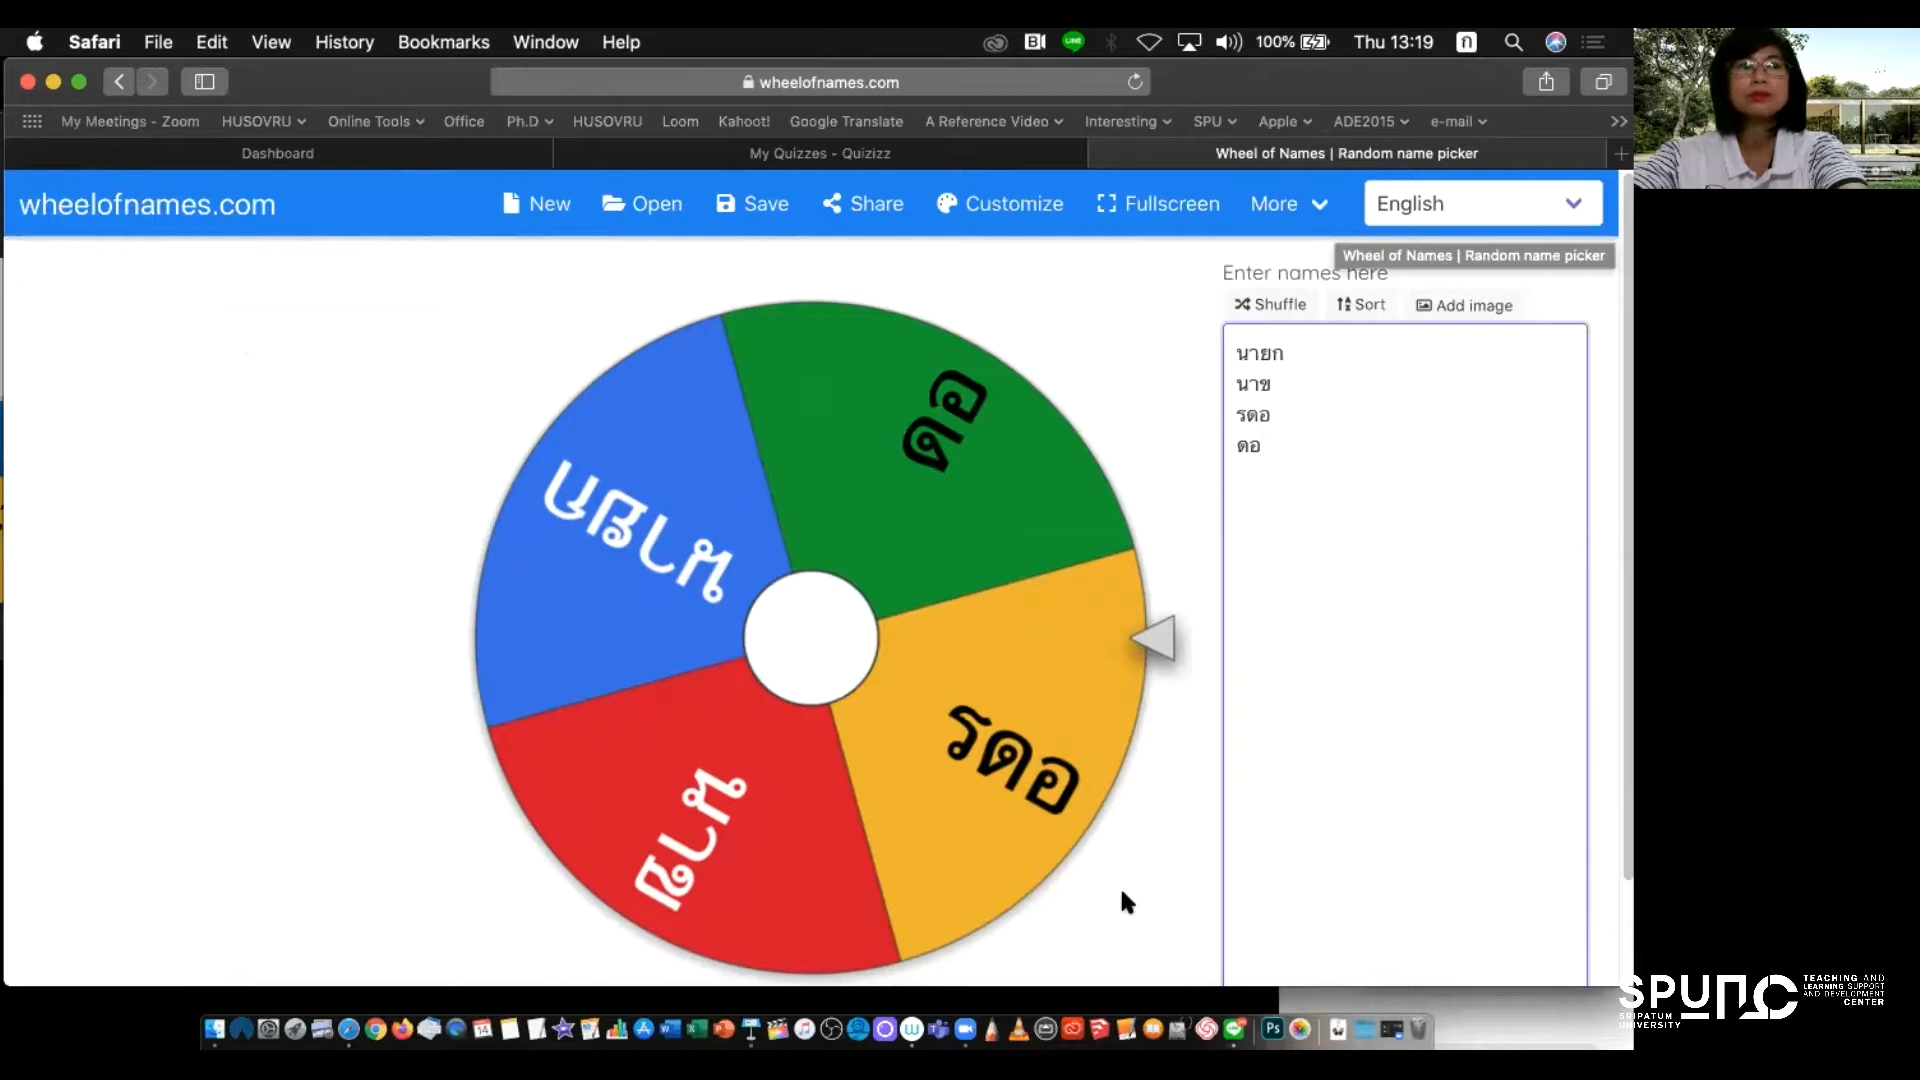 Safari File Edit View History Bookmarks Window Help 100% Thu 13:19 ก
wheelofnames.com
My Meetings - Zoom HUSOVRU Online Tools Office Ph.D HUSOVRU Loom Kahoot! Google Translate A Reference Video Interesting SPU Apple ADE2015 e-mail
Dashboard My Quizzes - Quizizz Wheel of Names | Random name picker
wheelofnames.com New Open Save Share Customize Fullscreen More English
Wheel of Names | Random name picker
Enter names here
Shuffle Sort Add image
นายก
นาข
รดอ
ดอ
ดอ
นายก
รดอ
นาข
SPU TEACHING AND
LEARNING SUPPORT
AND DEVELOPMENT
CENTER
SRIPATUM
UNIVERSITY